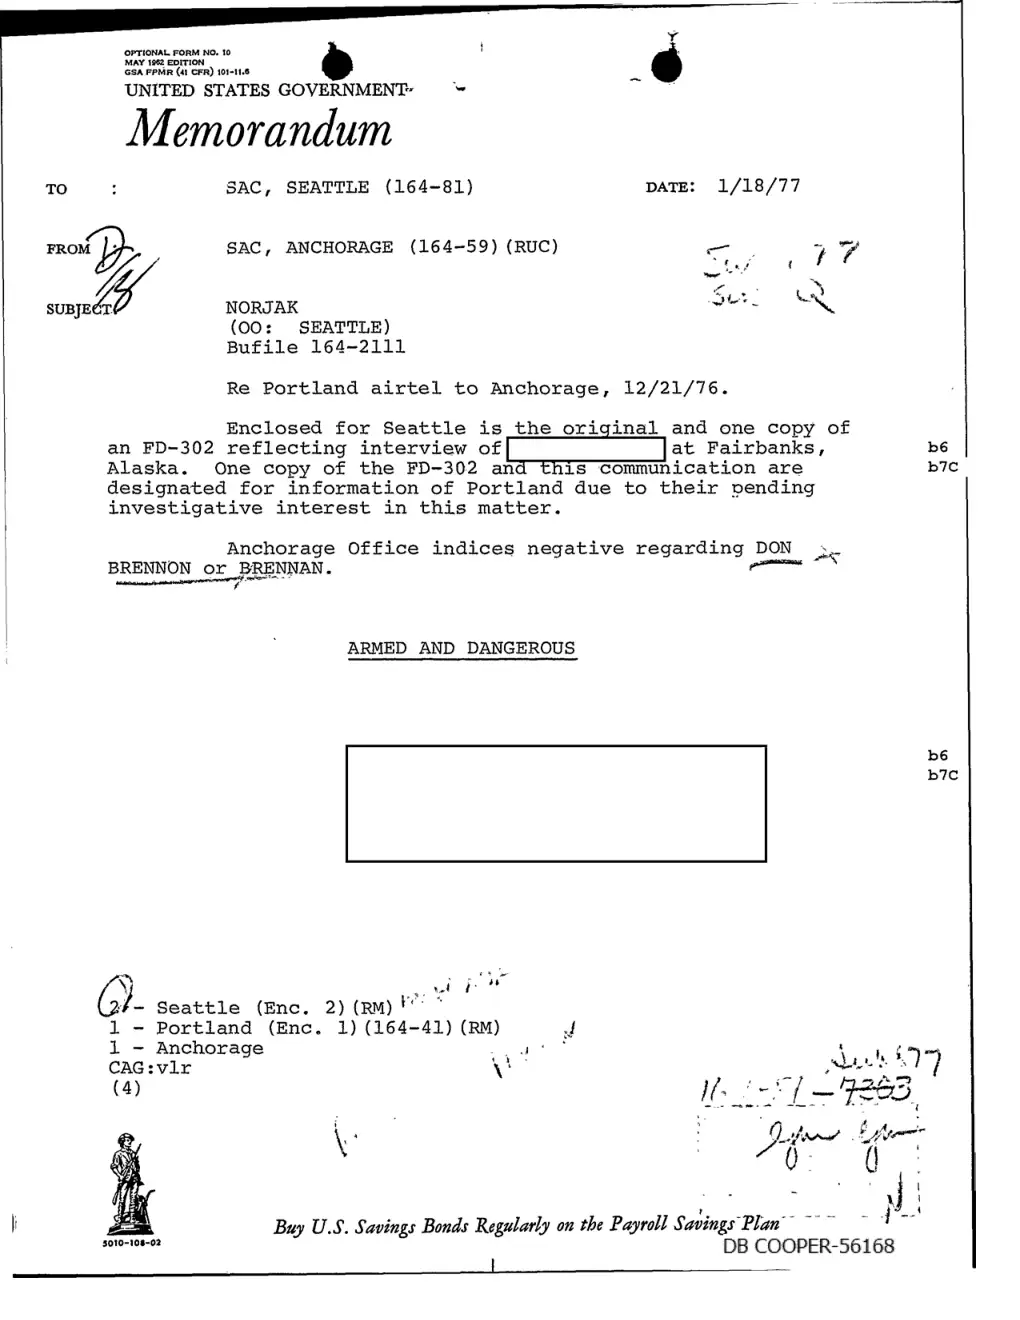 OPTIONAL FORM NO. 10
MAY 1962 EDITION
GSA FPMR (41 CFR) 101-11.6
UNITED STATES GOVERNMENT
Memorandum
TO : SAC, SEATTLE (164-81) DATE: 1/18/77
FROM SAC, ANCHORAGE (164-59)(RUC)
SUBJECT: NORJAK
(OO: SEATTLE)
Bufile 164-2111
Re Portland airtel to Anchorage, 12/21/76.
Enclosed for Seattle is the original and one copy of
an FD-302 reflecting interview of at Fairbanks, b6
Alaska. One copy of the FD-302 and this communication are b7C
designated for information of Portland due to their pending
investigative interest in this matter.
Anchorage Office indices negative regarding DON
BRENNON or BRENNAN.
ARMED AND DANGEROUS
b6
b7C
2 - Seattle (Enc. 2)(RM)
1 - Portland (Enc. 1)(164-41)(RM)
1 - Anchorage
CAG:vlr
(4)
7303
Buy U.S. Savings Bonds Regularly on the Payroll Savings Plan
5010-108-02
DB COOPER-56168